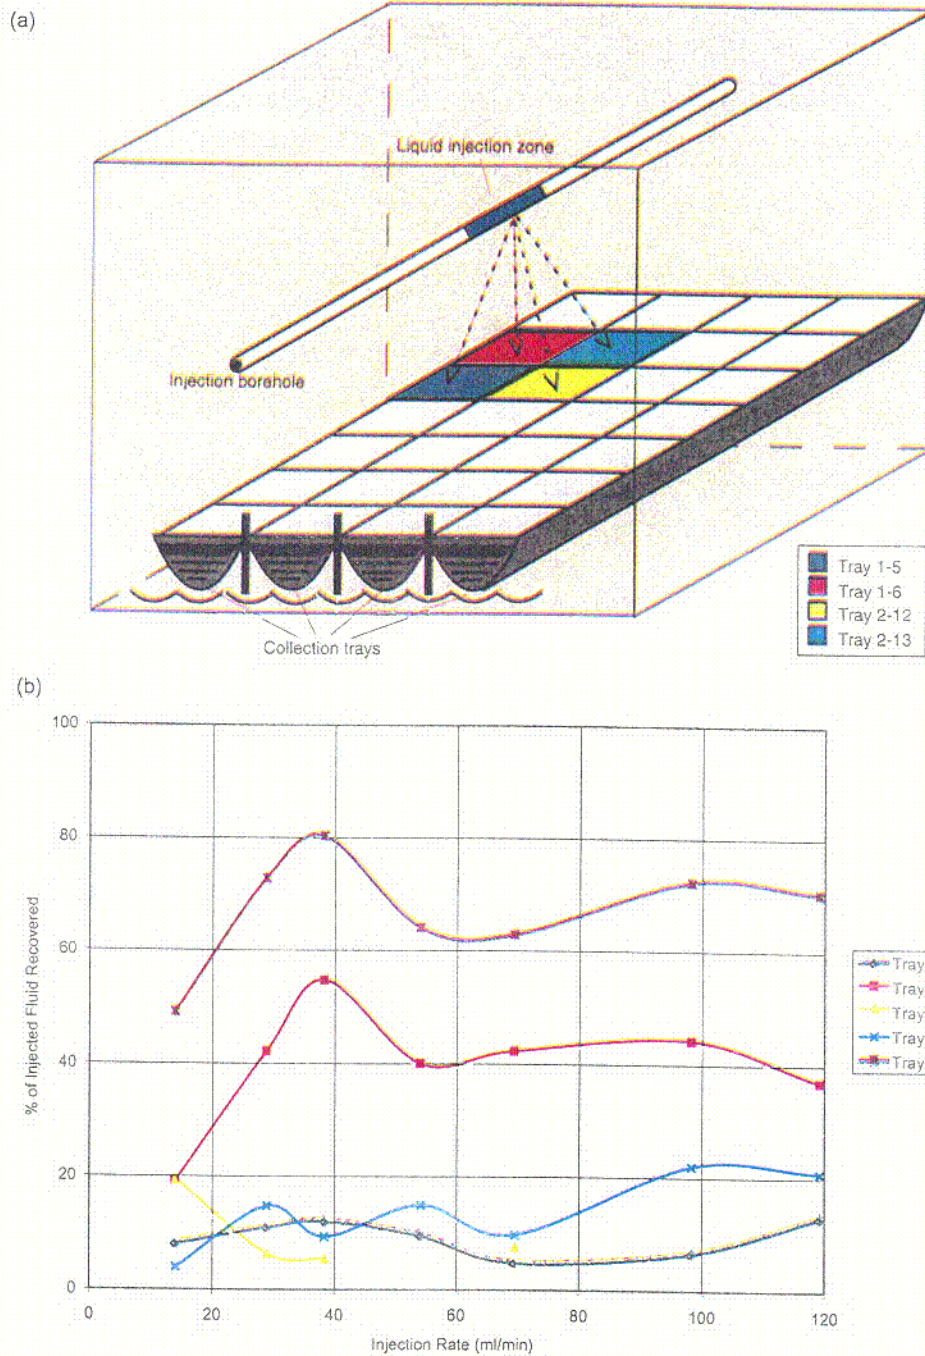 (a)
Liquid injection zone
Injection borehole
Tray 1-5
Tray 1-6
Tray 2-12
Tray 2-13
Collection trays
(b)
100
80
60
40
20
0
% of Injected Fluid Recovered
0 20 40 60 80 100 120
Injection Rate (ml/min)
Tray
Tray
Tray
Tray
Tray